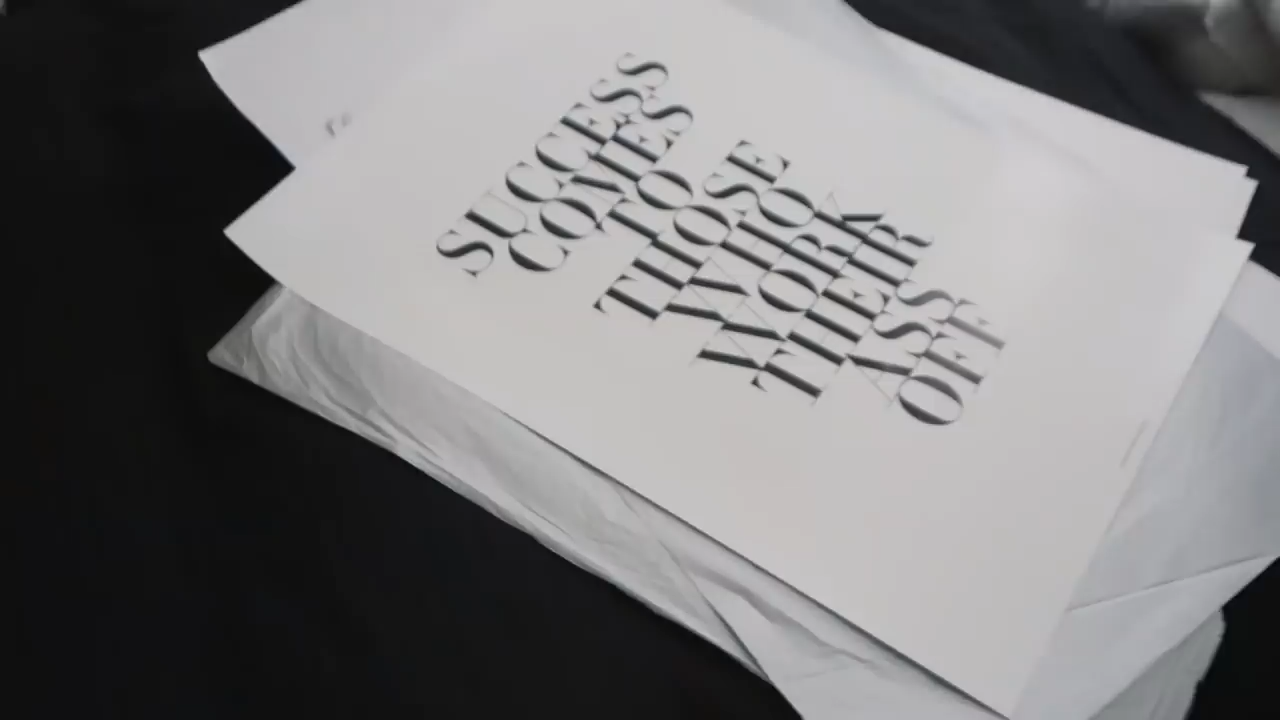 SUCCESS
COMES
TO
THOSE
WHO
WORK
THEIR
ASS
OFF